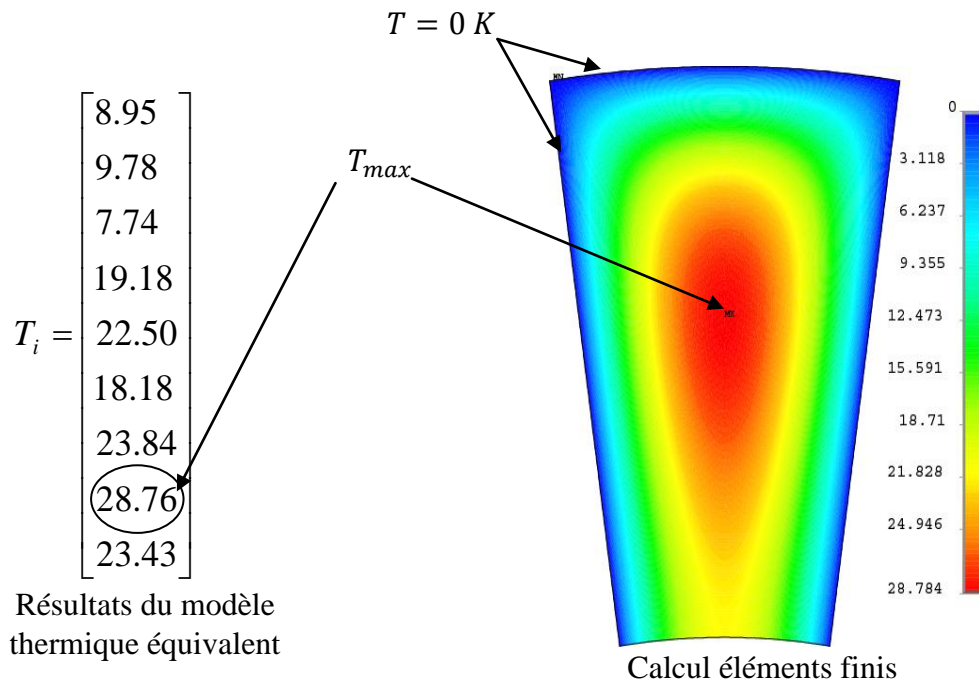 T = 0 K
8.95
9.78
7.74
19.18
T_i = 22.50
18.18
23.84
28.76
23.43
T_max
Résultats du modèle
thermique équivalent
MX
0
3.118
6.237
9.355
12.473
15.591
18.71
21.828
24.946
28.784
Calcul éléments finis